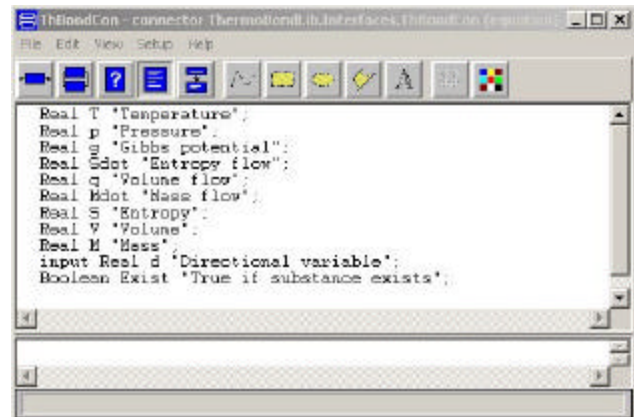 ThBondCon - connector ThermoBondLib.Interfaces.ThBondCon
File Edit View Setup Help
Real T "Temperature";
Real p "Pressure";
Real g "Gibbs potential";
Real Sdot "Entropy flow";
Real q "Volume flow";
Real Mdot "Mass flow";
Real S "Entropy";
Real V "Volume";
Real M "Mass";
input Real d "Directional variable";
Boolean Exist "True if substance exists";